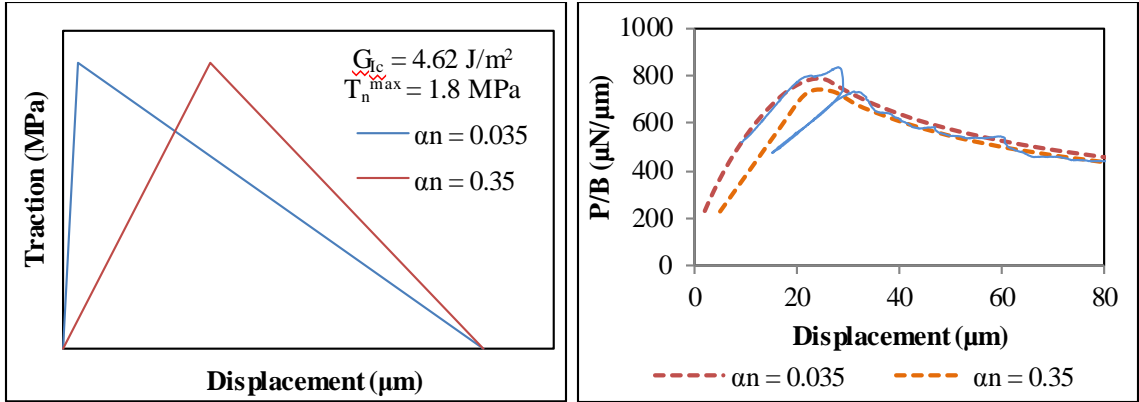 G_Ic = 4.62 J/m²
T_n^max = 1.8 MPa
αn = 0.035
αn = 0.35
Traction (MPa)
Displacement (µm)
1000
800
600
400
200
0
P/B (µN/µm)
0 20 40 60 80
Displacement (µm)
αn = 0.035 αn = 0.35